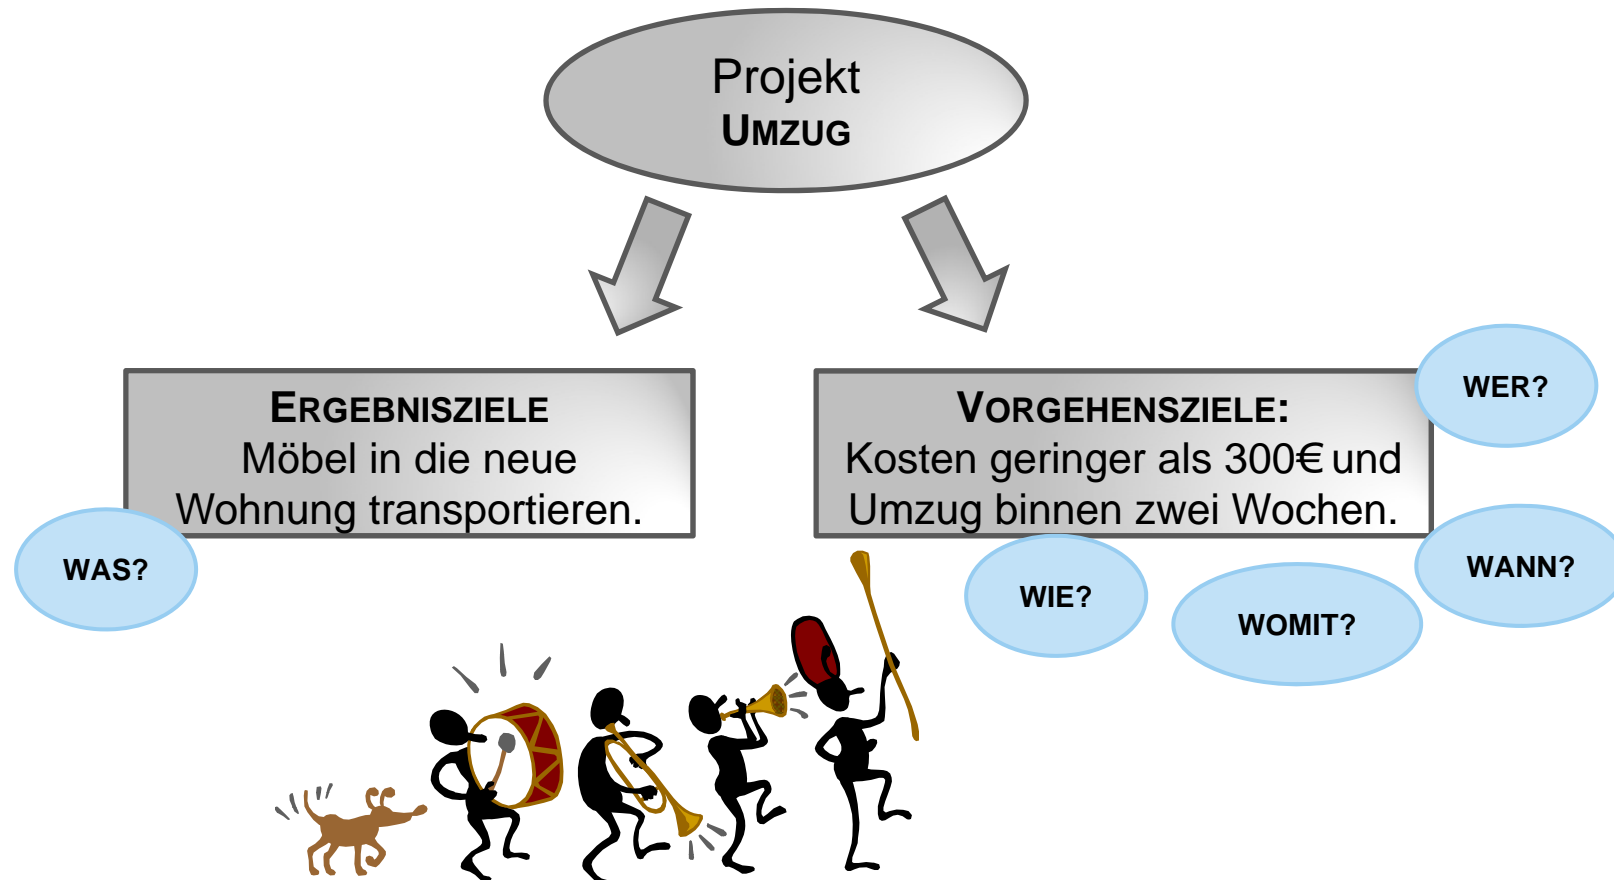 Projekt
UMZUG
ERGEBNISZIELE
Möbel in die neue
Wohnung transportieren.
WAS?
VORGEHENSZIELE:
Kosten geringer als 300€ und
Umzug binnen zwei Wochen.
WER?
WANN?
WIE?
WOMIT?